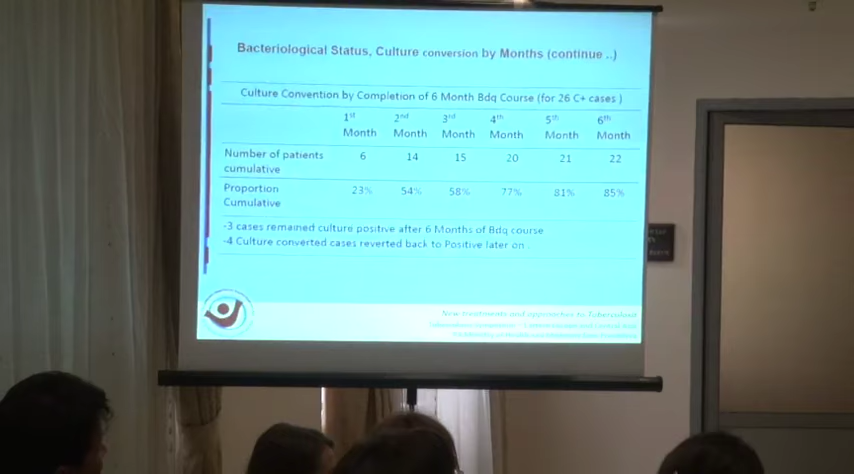 Bacteriological Status, Culture conversion by Months (continue ..)
Culture Convention by Completion of 6 Month Bdq Course (for 26 C+ cases )
1st Month 2nd Month 3rd Month 4th Month 5th Month 6th Month
Number of patients cumulative 6 14 15 20 21 22
Proportion Cumulative 23% 54% 58% 77% 81% 85%
-3 cases remained culture positive after 6 Months of Bdq course
-4 Culture converted cases reverted back to Positive later on .
New treatments and approaches to Tuberculosis